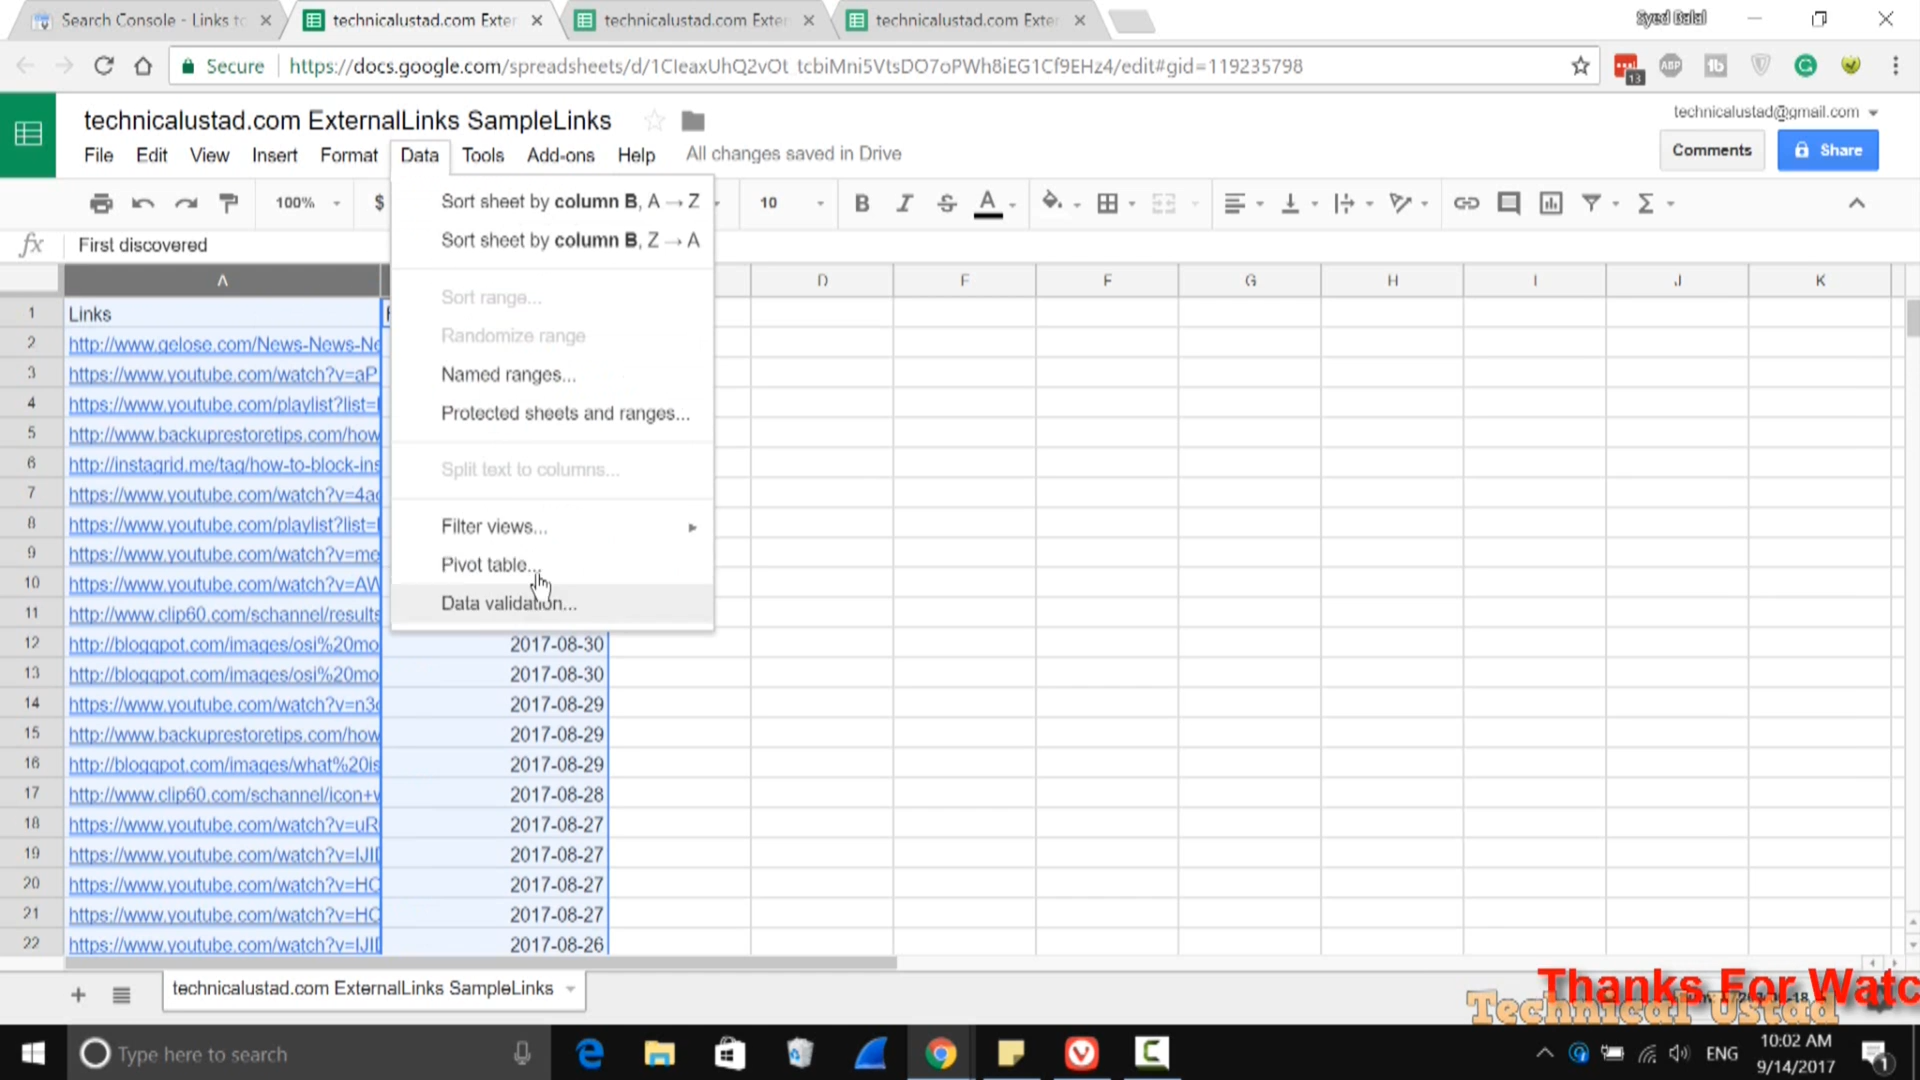 Search Console - Links to
technicalustad.com Exter
technicalustad.com Exter
technicalustad.com Exter
Syed Balal
Secure
https://docs.google.com/spreadsheets/d/1CIeaxUhQ2vOt_tcbiMni5VtsDO7oPWh8iEG1Cf9EHz4/edit#gid=119235798
13
ABP
technicalustad.com ExternalLinks SampleLinks
technicalustad@gmail.com
File Edit View Insert Format Data Tools Add-ons Help All changes saved in Drive
Comments
Share
100% $ 10 B I S A Σ
fx First discovered
Sort sheet by column B, A → Z
Sort sheet by column B, Z → A
Sort range...
Randomize range
Named ranges...
Protected sheets and ranges...
Split text to columns...
Filter views...
Pivot table...
Data validation...
A D F F G H I J K
1 Links
2 http://www.qelose.com/News-News-Ne
3 https://www.youtube.com/watch?v=aP
4 https://www.youtube.com/playlist?list=
5 http://www.backuprestoretips.com/how
6 http://instagrid.me/tag/how-to-block-ins
7 https://www.youtube.com/watch?v=4ac
8 https://www.youtube.com/playlist?list=
9 https://www.youtube.com/watch?v=me
10 https://www.youtube.com/watch?v=AW
11 http://www.clip60.com/schannel/results
12 http://bloggpot.com/images/osi%20mo 2017-08-30
13 http://bloggpot.com/images/osi%20mo 2017-08-30
14 https://www.youtube.com/watch?v=n3c 2017-08-29
15 http://www.backuprestoretips.com/how 2017-08-29
16 http://bloggpot.com/images/what%20is 2017-08-29
17 http://www.clip60.com/schannel/icon+v 2017-08-28
18 https://www.youtube.com/watch?v=uR 2017-08-27
19 https://www.youtube.com/watch?v=IJI 2017-08-27
20 https://www.youtube.com/watch?v=HC 2017-08-27
21 https://www.youtube.com/watch?v=HC 2017-08-27
22 https://www.youtube.com/watch?v=IJI 2017-08-26
technicalustad.com ExternalLinks SampleLinks
Thanks For Watc
Technical Ustad
Type here to search
ENG
10:02 AM
9/14/2017
1